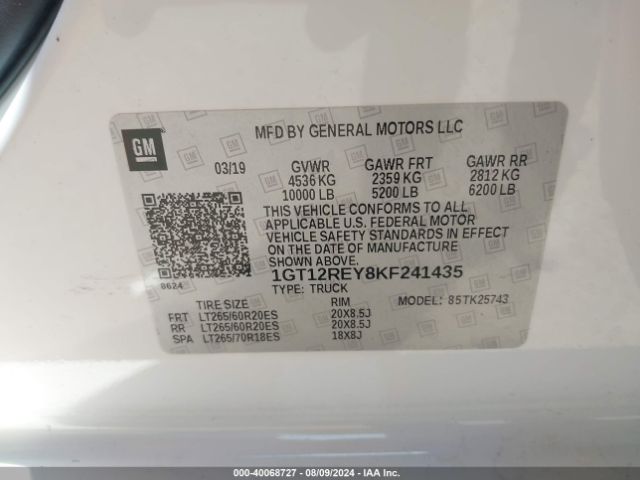 GM
MFD BY GENERAL MOTORS LLC
03/19 GVWR GAWR FRT GAWR RR
4536 KG 2359 KG 2812 KG
10000 LB 5200 LB 6200 LB
THIS VEHICLE CONFORMS TO ALL
APPLICABLE U.S. FEDERAL MOTOR
VEHICLE SAFETY STANDARDS IN EFFECT
ON THE DATE OF MANUFACTURE
SHOWN ABOVE.
1GT12REY8KF241435
8624 TYPE: TRUCK MODEL: 85TK25743
TIRE SIZE RIM
FRT LT265/60R20ES 20X8.5J
RR LT265/60R20ES 20X8.5J
SPA LT265/70R18ES 18X8J
000-40068727 - 08/09/2024 - IAA Inc.